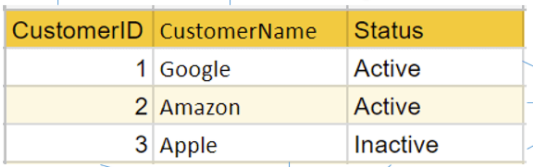 CustomerID CustomerName Status
1 Google Active
2 Amazon Active
3 Apple Inactive